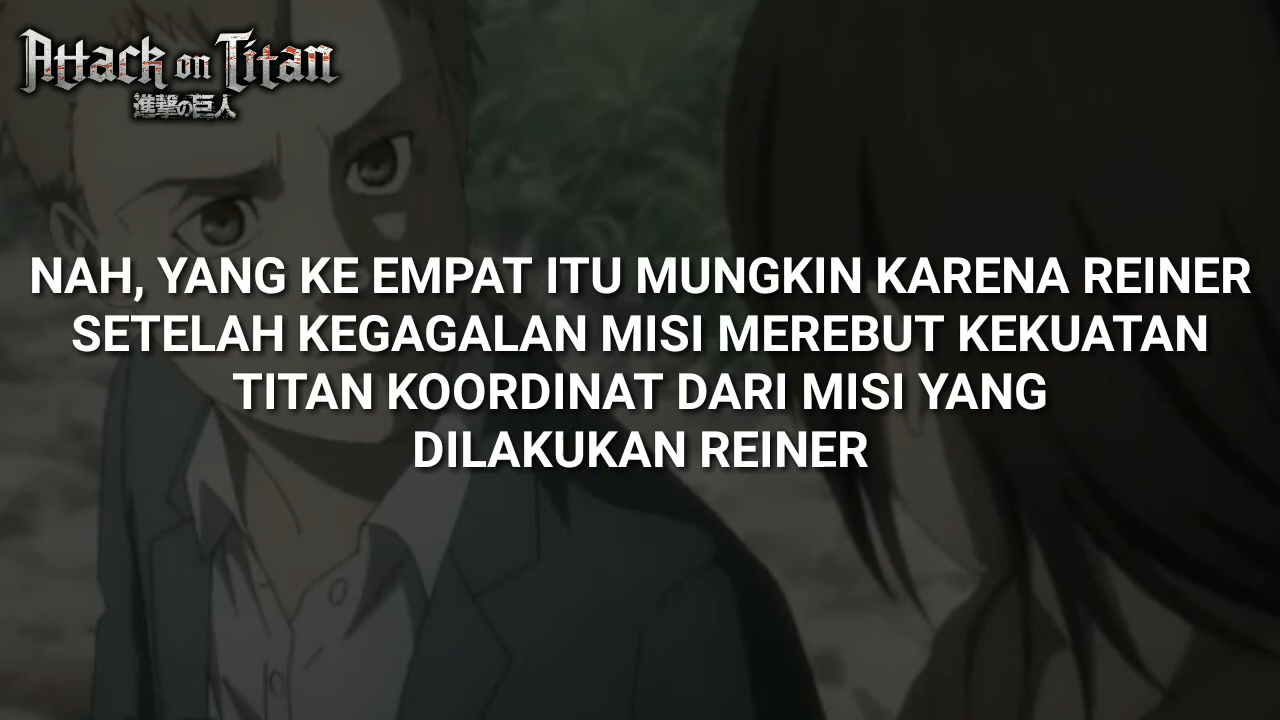 Attack on Titan
進撃の巨人
NAH, YANG KE EMPAT ITU MUNGKIN KARENA REINER
SETELAH KEGAGALAN MISI MEREBUT KEKUATAN
TITAN KOORDINAT DARI MISI YANG
DILAKUKAN REINER